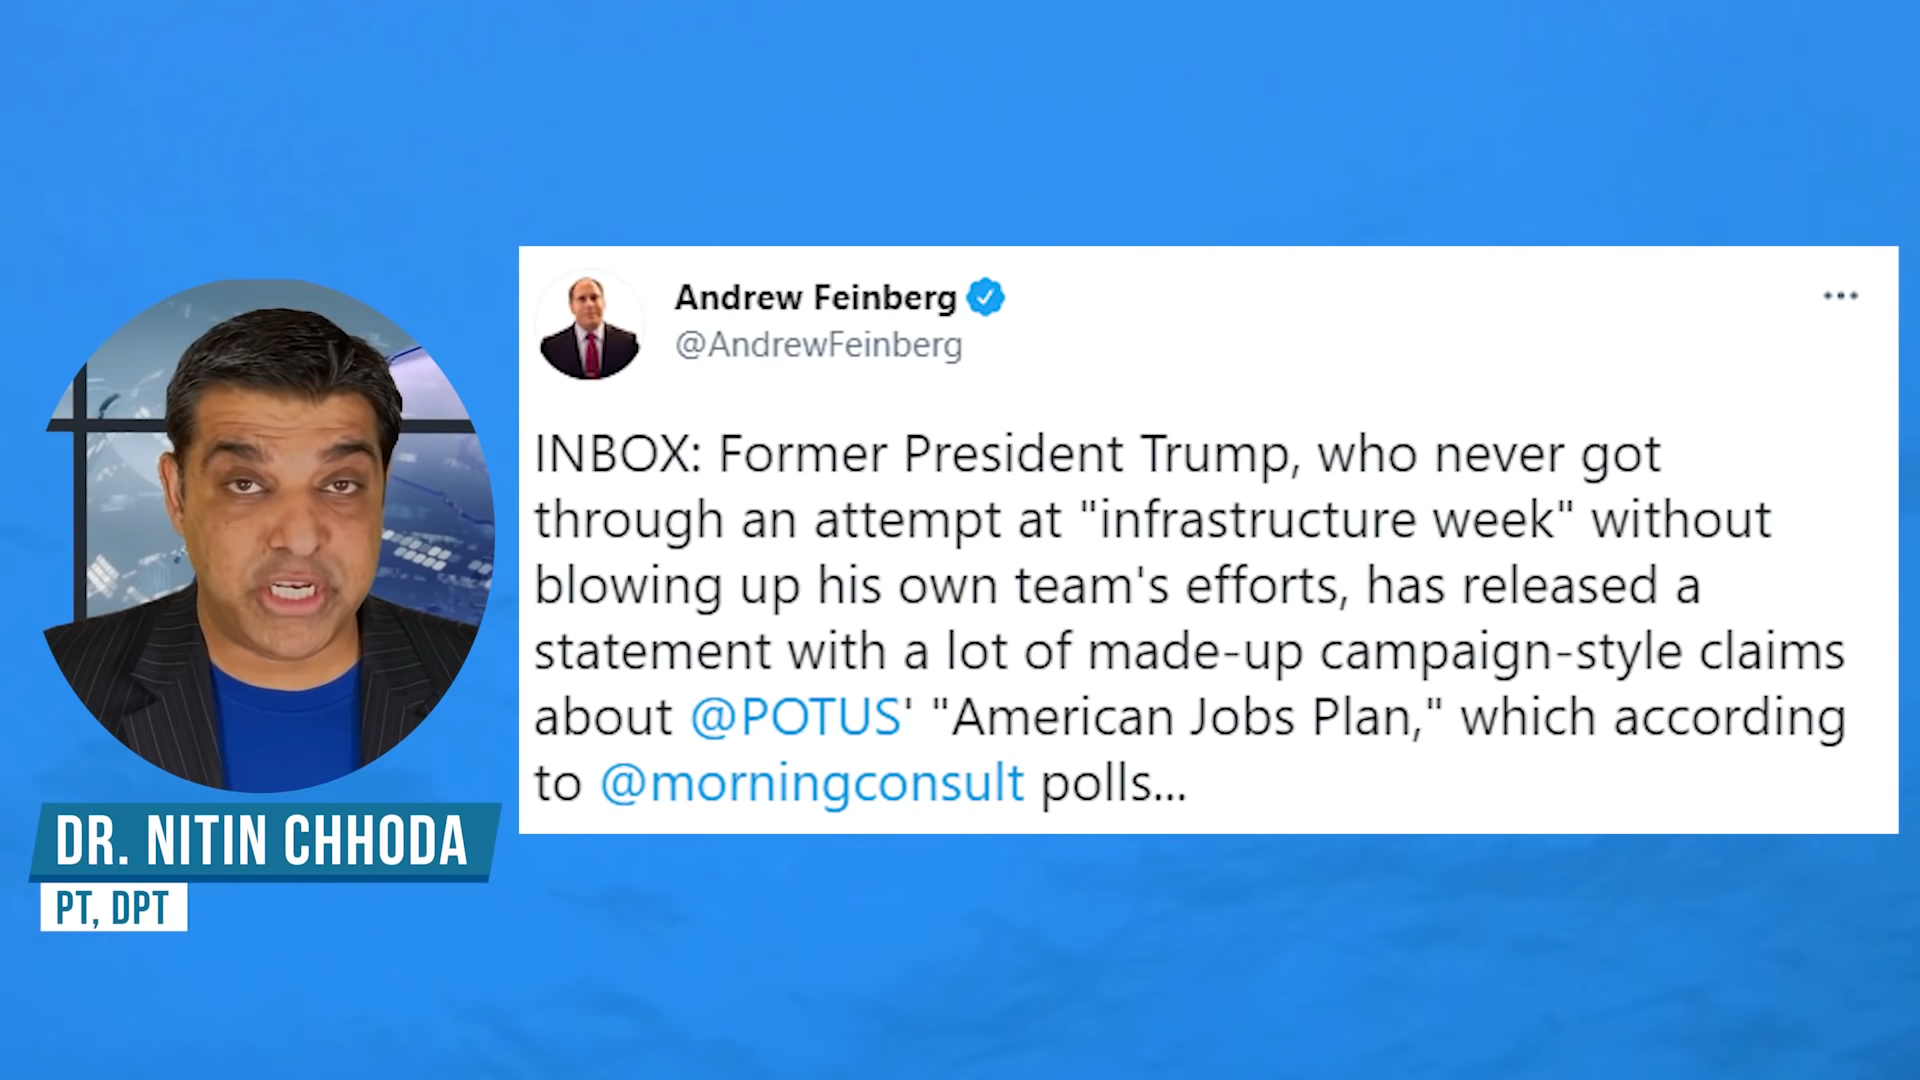 Andrew Feinberg
@AndrewFeinberg
INBOX: Former President Trump, who never got
through an attempt at "infrastructure week" without
blowing up his own team's efforts, has released a
statement with a lot of made-up campaign-style claims
about @POTUS' "American Jobs Plan," which according
to @morningconsult polls...
DR. NITIN CHHODA
PT, DPT